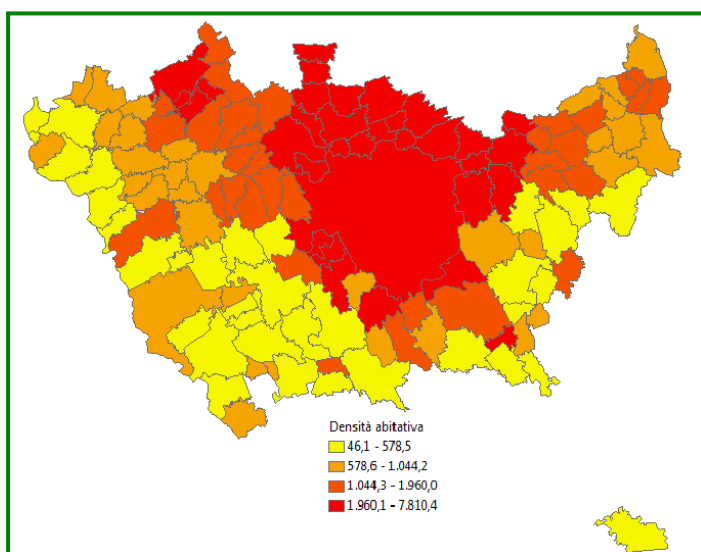 Densità abitativa
46,1 - 578,5
578,6 - 1.044,2
1.044,3 - 1.960,0
1.960,1 - 7.810,4